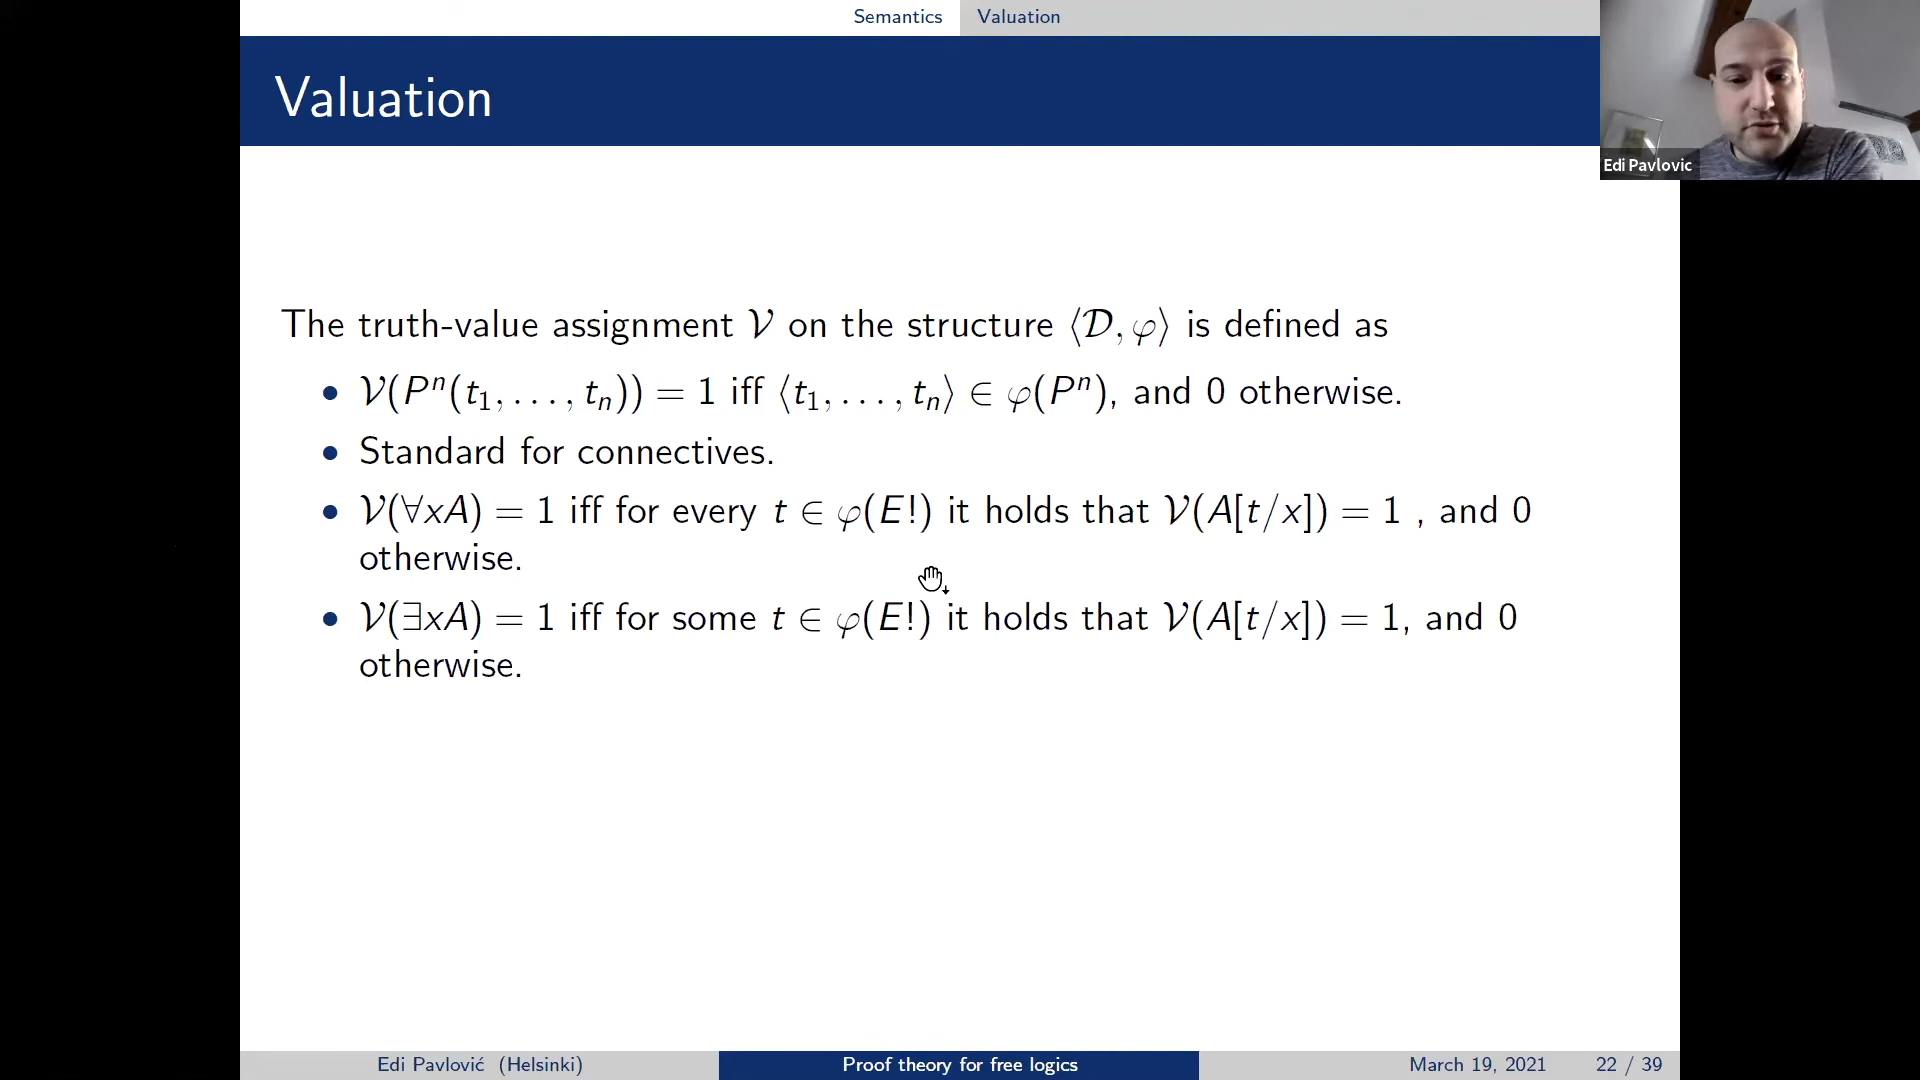 Semantics Valuation
Valuation
Edi Pavlovic
The truth-value assignment 𝒱 on the structure ⟨𝒟, φ⟩ is defined as
• 𝒱(Pⁿ(t₁, . . . , tₙ)) = 1 iff ⟨t₁, . . . , tₙ⟩ ∈ φ(Pⁿ), and 0 otherwise.
• Standard for connectives.
• 𝒱(∀xA) = 1 iff for every t ∈ φ(E!) it holds that 𝒱(A[t/x]) = 1 , and 0
otherwise.
• 𝒱(∃xA) = 1 iff for some t ∈ φ(E!) it holds that 𝒱(A[t/x]) = 1, and 0
otherwise.
Edi Pavlović (Helsinki) Proof theory for free logics March 19, 2021 22 / 39